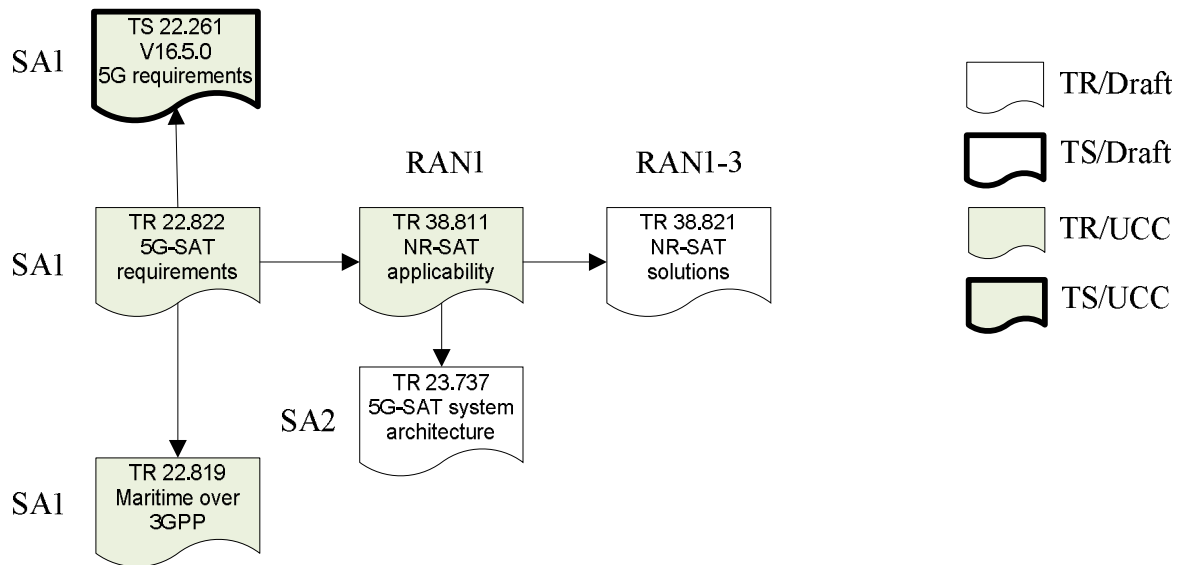 TS 22.261
V16.5.0
5G requirements
SA1
TR/Draft
TS/Draft
RAN1
RAN1-3
TR 22.822
5G-SAT
requirements
TR 38.811
NR-SAT
applicability
TR 38.821
NR-SAT
solutions
TR/UCC
SA1
TS/UCC
TR 23.737
5G-SAT system
architecture
SA2
TR 22.819
Maritime over
3GPP
SA1